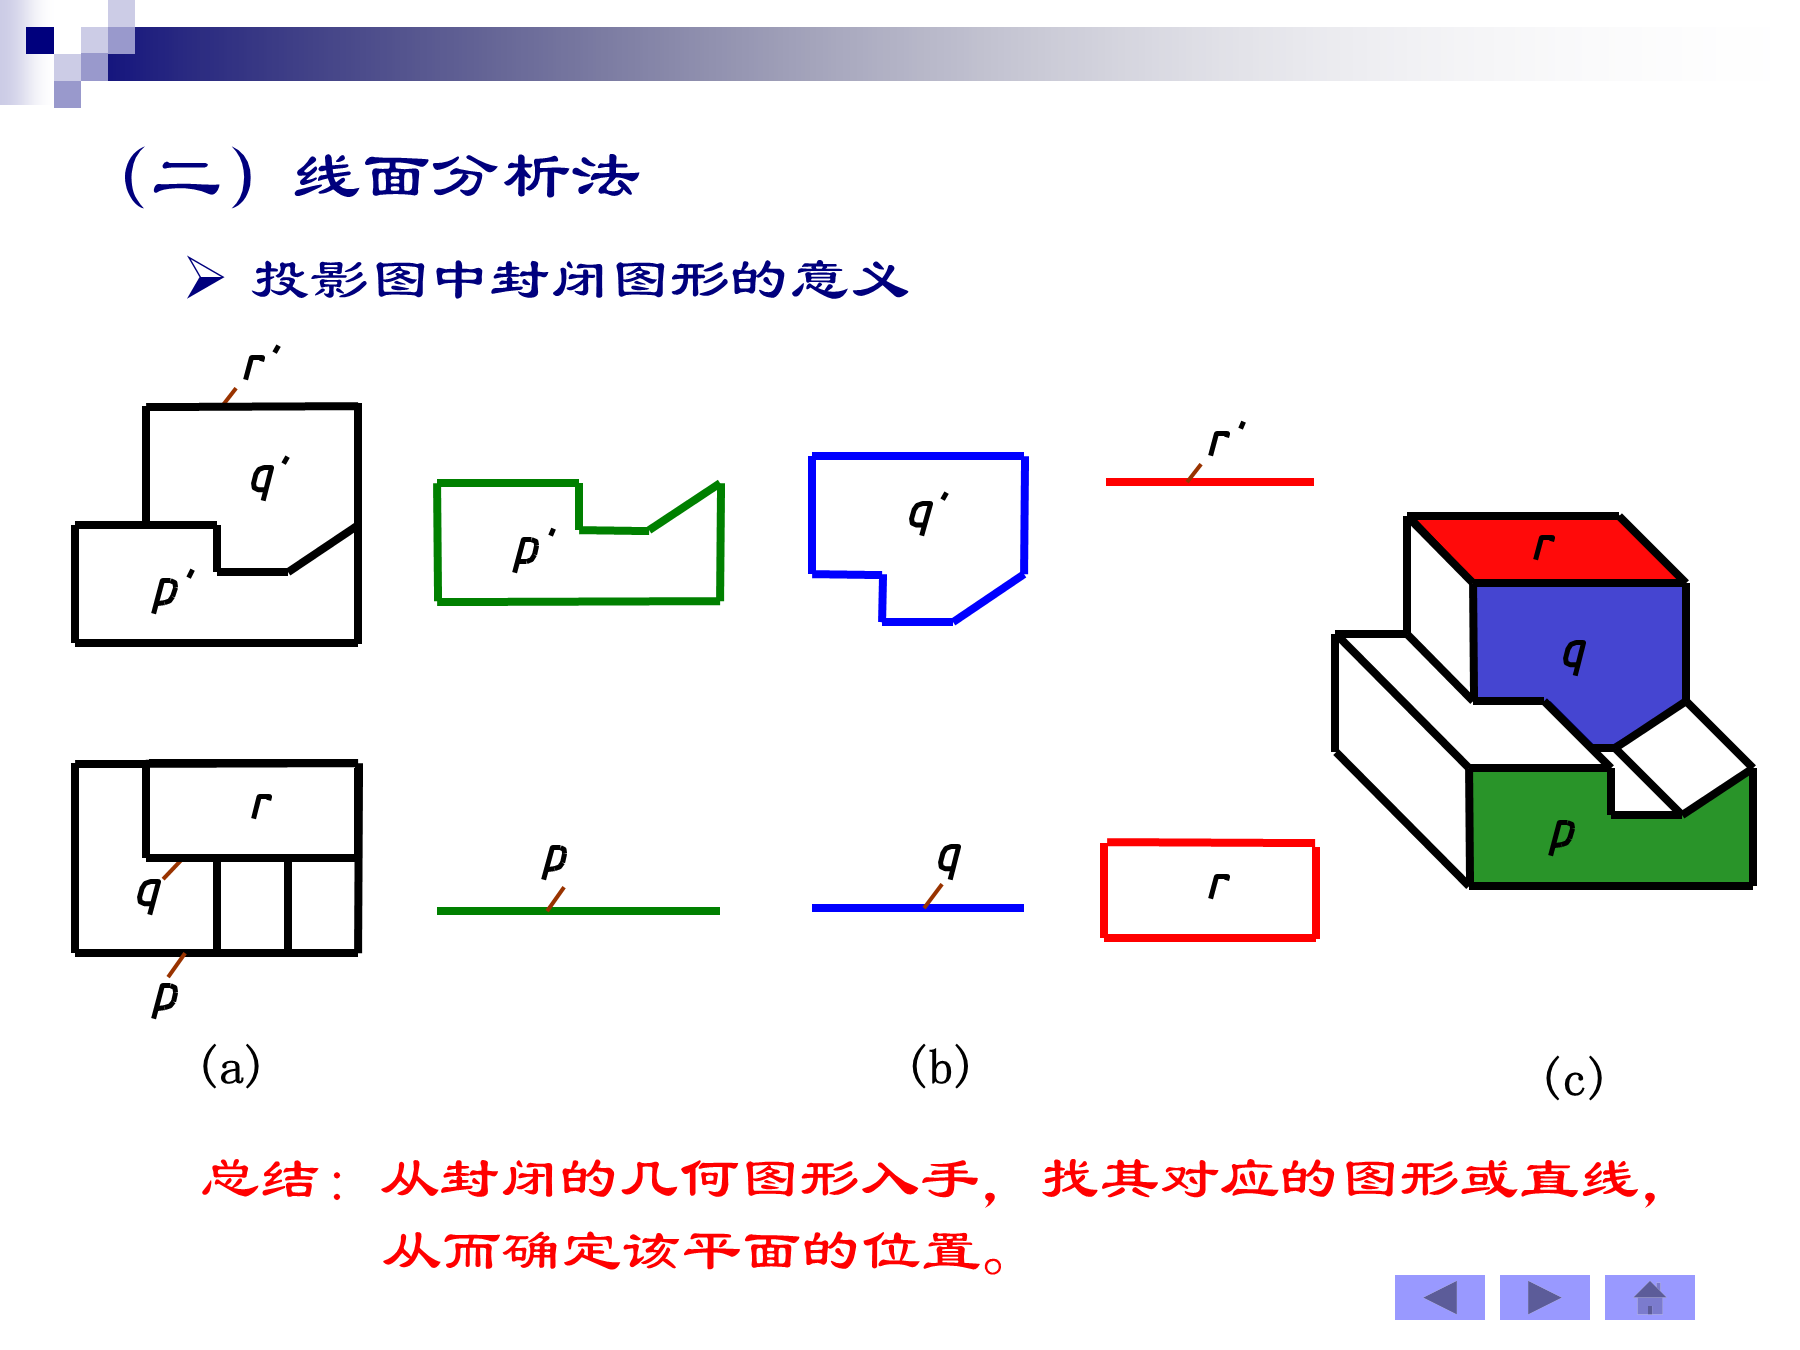 (二) 线面分析法
投影图中封闭图形的意义
r′
q′
p′
r
q
p
(a)
p′
p
q′
q
r′
r
(b)
r
q
p
(c)
总结：从封闭的几何图形入手，找其对应的图形或直线，
从而确定该平面的位置。